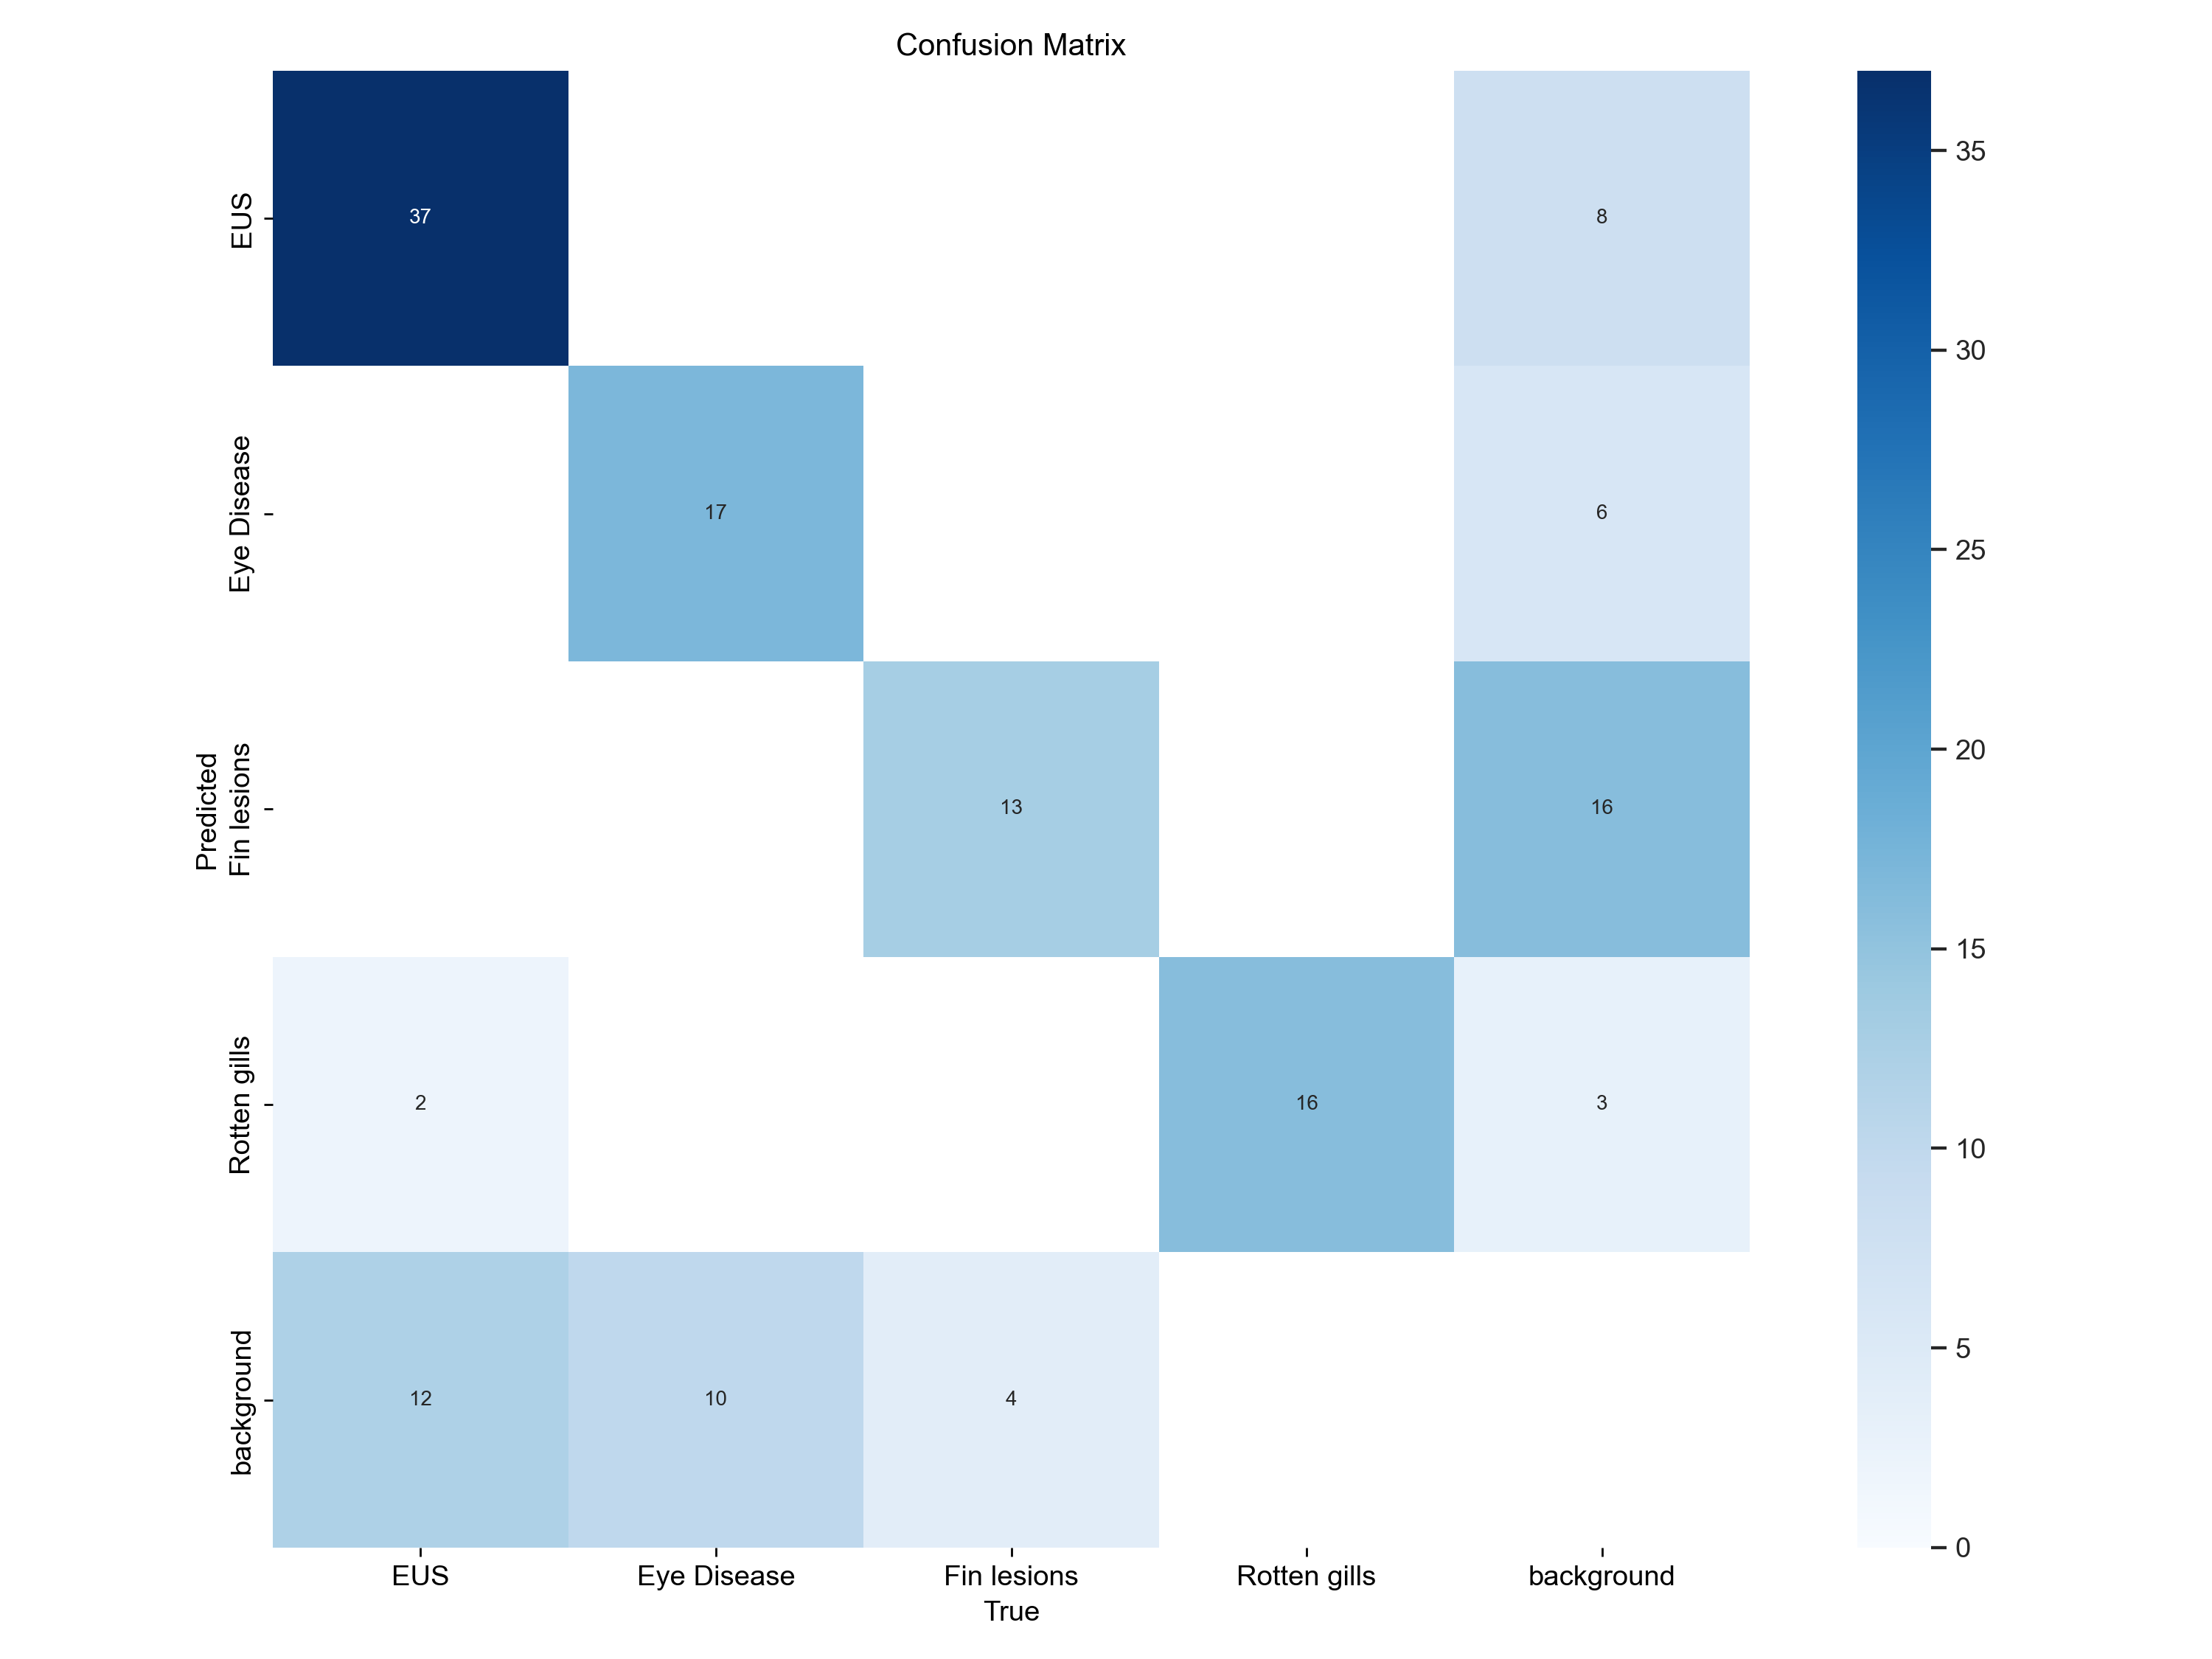 Confusion Matrix
EUS
Eye Disease
Fin lesions
Rotten gills
background
Predicted
37
8
17
6
13
16
2
16
3
12
10
4
EUS
Eye Disease
Fin lesions
Rotten gills
background
True
35
30
25
20
15
10
5
0